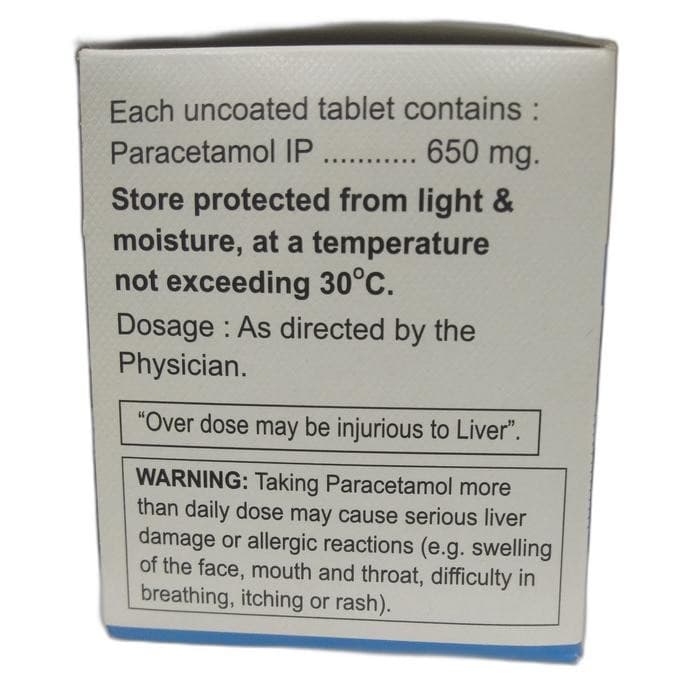 Each uncoated tablet contains :
Paracetamol IP ........... 650 mg.
Store protected from light &
moisture, at a temperature
not exceeding 30°C.
Dosage : As directed by the
Physician.
“Over dose may be injurious to Liver”.
WARNING: Taking Paracetamol more
than daily dose may cause serious liver
damage or allergic reactions (e.g. swelling
of the face, mouth and throat, difficulty in
breathing, itching or rash).